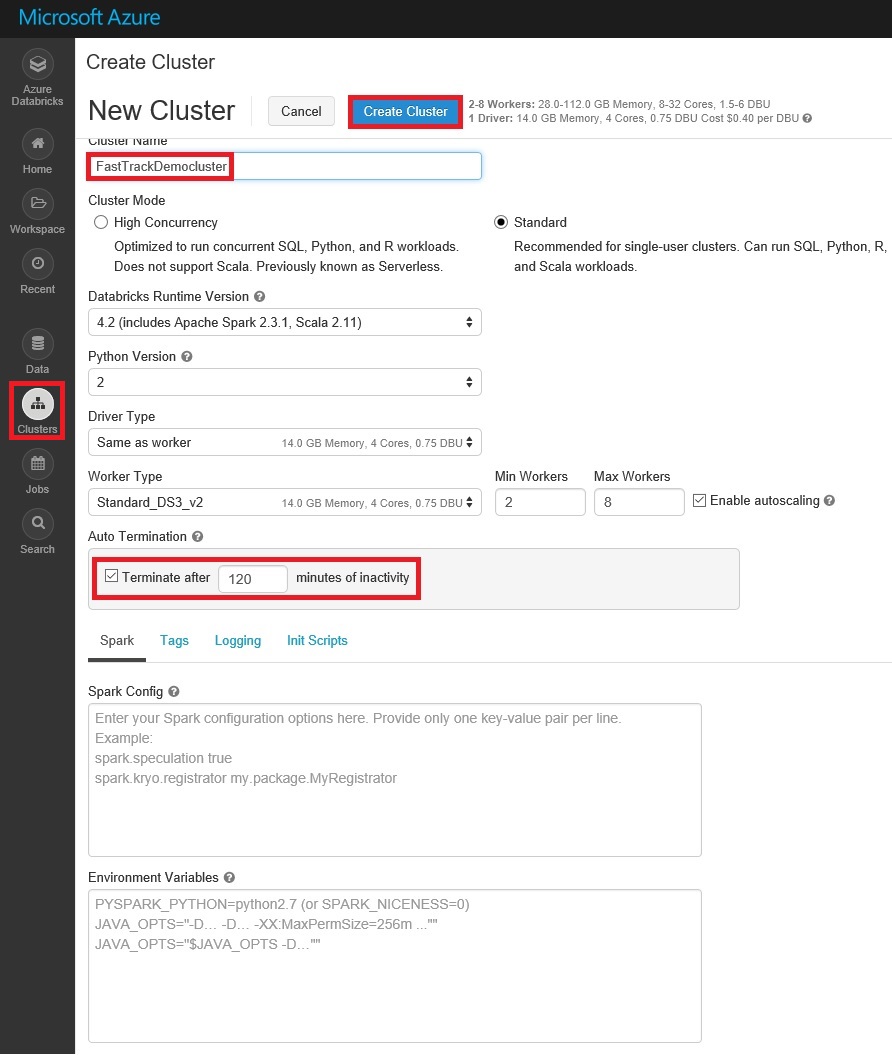 Microsoft Azure
Azure
Databricks
Home
Workspace
Recent
Data
Clusters
Jobs
Search
Create Cluster
New Cluster
Cancel
Create Cluster
2-8 Workers: 28.0-112.0 GB Memory, 8-32 Cores, 1.5-6 DBU
1 Driver: 14.0 GB Memory, 4 Cores, 0.75 DBU Cost $0.40 per DBU
Cluster Name
FastTrackDemocluster
Cluster Mode
High Concurrency
Optimized to run concurrent SQL, Python, and R workloads.
Does not support Scala. Previously known as Serverless.
Standard
Recommended for single-user clusters. Can run SQL, Python, R,
and Scala workloads.
Databricks Runtime Version
4.2 (includes Apache Spark 2.3.1, Scala 2.11)
Python Version
2
Driver Type
Same as worker 14.0 GB Memory, 4 Cores, 0.75 DBU
Worker Type Min Workers Max Workers
Standard_DS3_v2 14.0 GB Memory, 4 Cores, 0.75 DBU 2 8 Enable autoscaling
Auto Termination
Terminate after 120 minutes of inactivity
Spark Tags Logging Init Scripts
Spark Config
Enter your Spark configuration options here. Provide only one key-value pair per line.
Example:
spark.speculation true
spark.kryo.registrator my.package.MyRegistrator
Environment Variables
PYSPARK_PYTHON=python2.7 (or SPARK_NICENESS=0)
JAVA_OPTS="-D… -D… -XX:MaxPermSize=256m ...""
JAVA_OPTS="$JAVA_OPTS -D…""